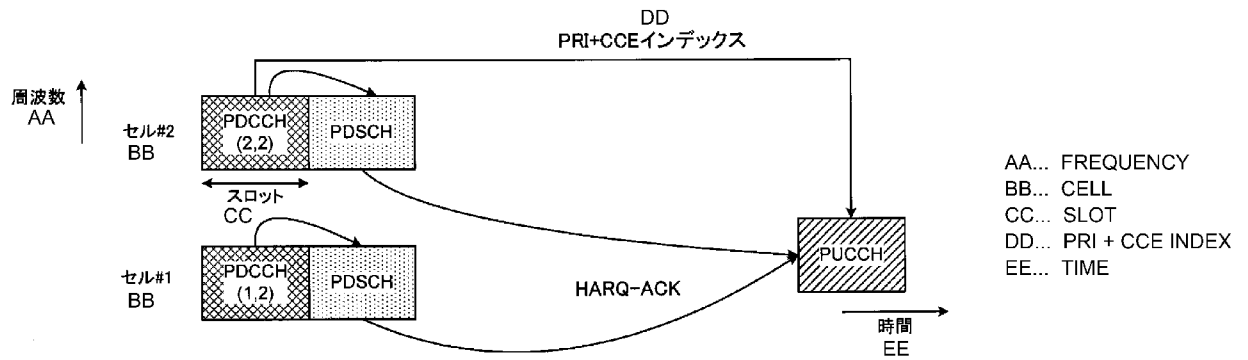 DD
PRI+CCEインデックス
周波数
AA
セル#2
BB
PDCCH
(2,2)
PDSCH
スロット
CC
セル#1
BB
PDCCH
(1,2)
PDSCH
HARQ-ACK
PUCCH
時間
EE
AA... FREQUENCY
BB... CELL
CC... SLOT
DD... PRI + CCE INDEX
EE... TIME